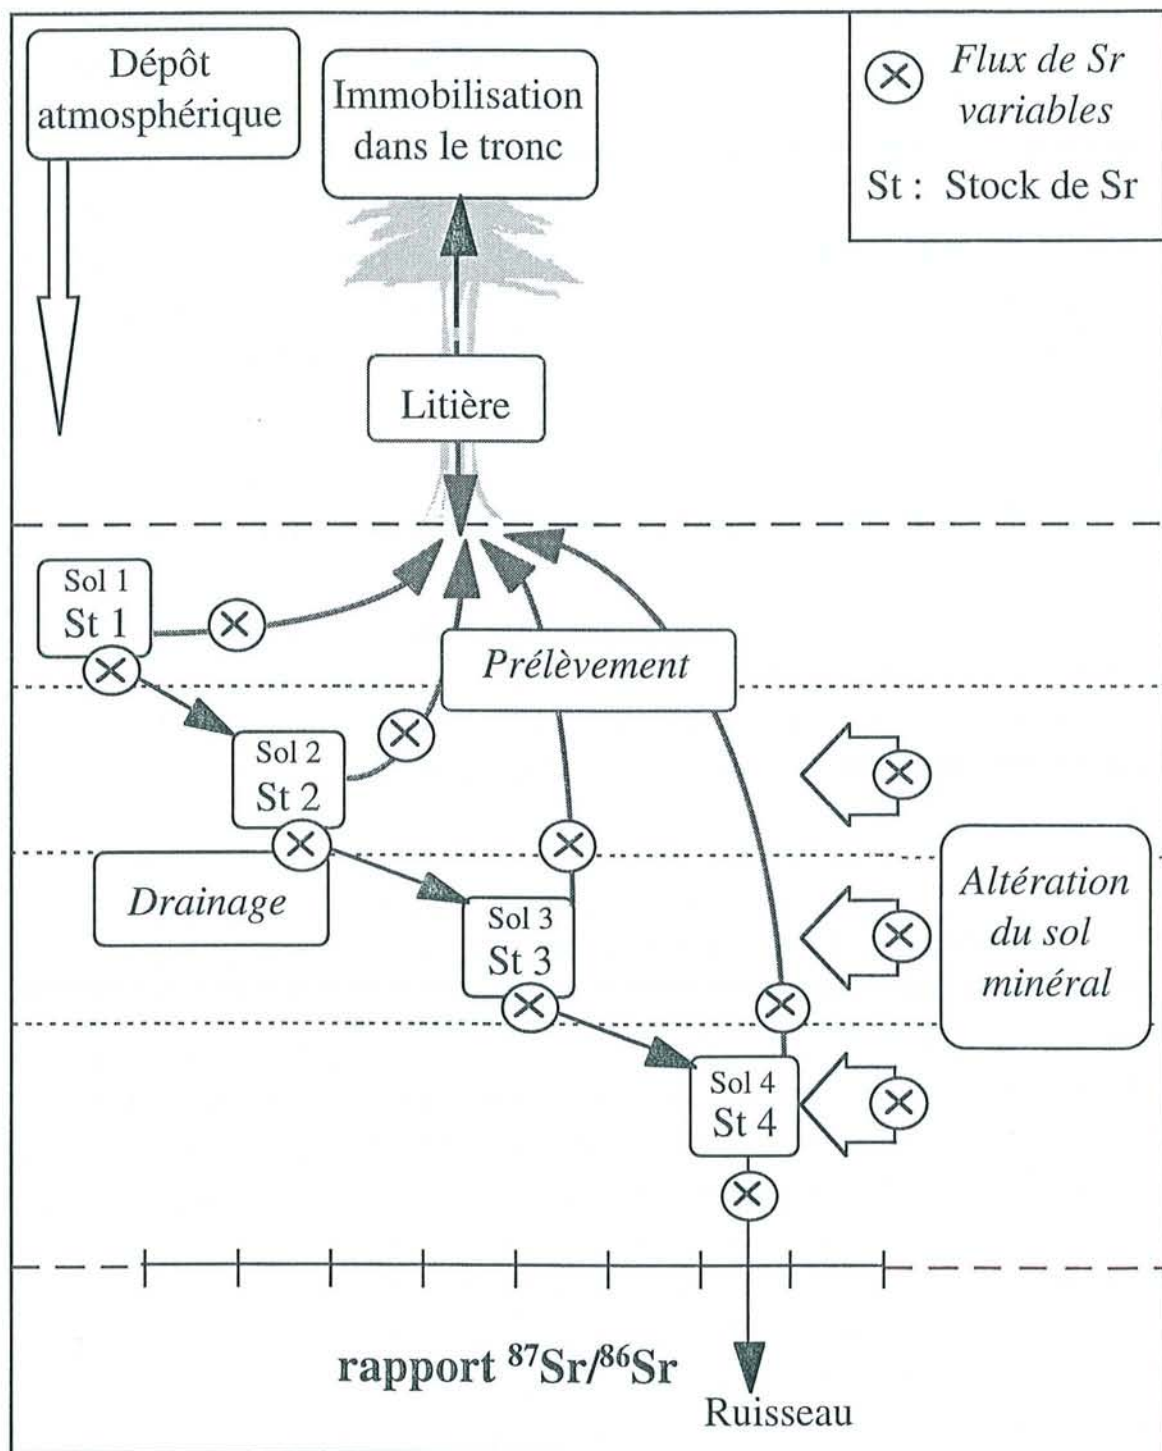 Dépôt
atmosphérique
Immobilisation
dans le tronc
Flux de Sr
variables
St : Stock de Sr
Litière
Sol 1
St 1
Prélèvement
Sol 2
St 2
Drainage
Sol 3
St 3
Altération
du sol
minéral
Sol 4
St 4
rapport ⁸⁷Sr/⁸⁶Sr
Ruisseau